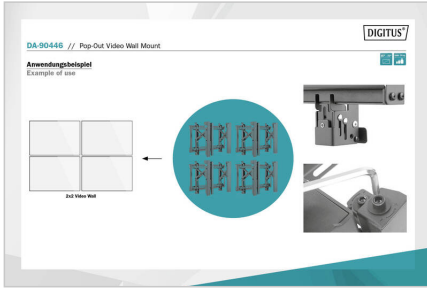 DIGITUS®
DA-90446 // Pop-Out Video Wall Mount
Anwendungsbeispiel
Example of use
2x2 Video Wall